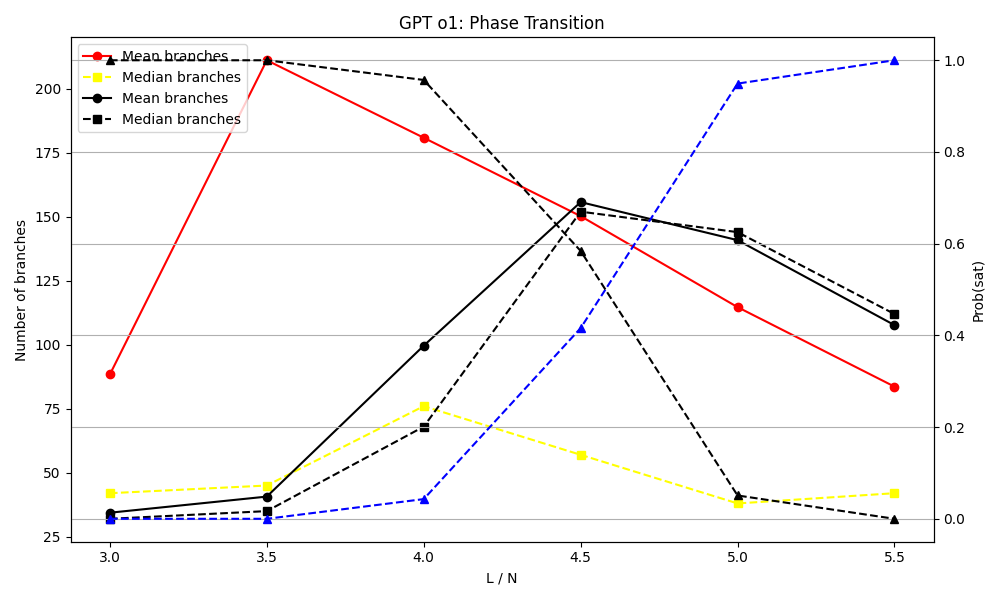 GPT o1: Phase Transition
Mean branches
Median branches
Mean branches
Median branches
Number of branches
200
175
150
125
100
75
50
25
1.0
0.8
0.6
0.4
0.2
0.0
Prob(sat)
3.0 3.5 4.0 4.5 5.0 5.5
L / N